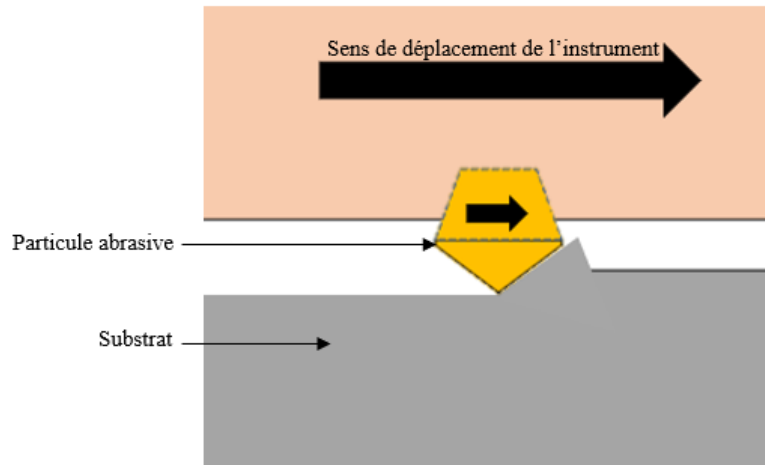 Sens de déplacement de l’instrument
Particule abrasive
Substrat